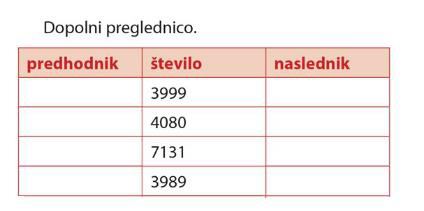 Dopolni preglednico.
predhodnik število naslednik
3999
4080
7131
3989